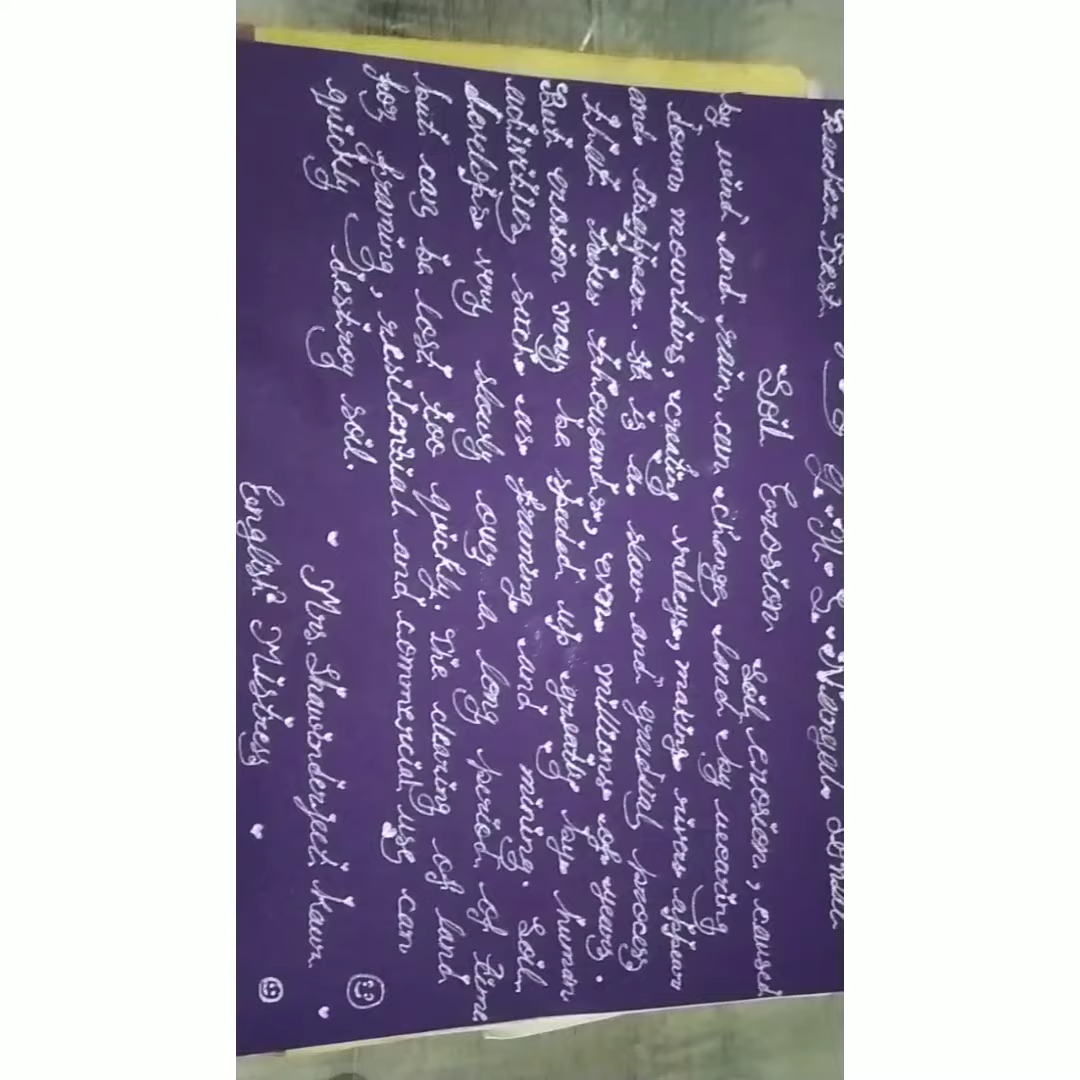 Teacher Fest G.H.S. Nangal
Soil Erosion
Soil erosion, caused
by wind and rain, can change land by wearing
down mountains, creating valleys, making rivers appear
and disappear. It is a slow and gradual process
that takes thousands, even millions of years.
But erosion may be speeded up greatly by human
activities such as framing and mining. Soil
develops very slowly over a long period of time
but can be lost too quickly. The clearing of land
for framing, residential and commercial use can
quickly destroy soil.
Mrs. Shawinderjeet Kaur
English Mistress